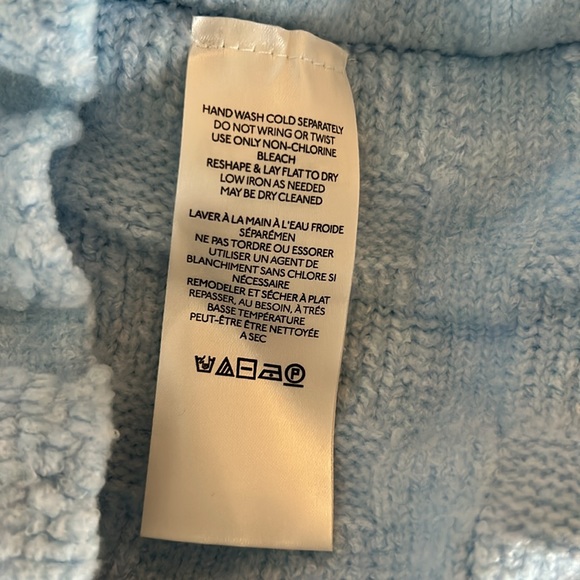 HAND WASH COLD SEPARATELY
DO NOT WRING OR TWIST
USE ONLY NON-CHLORINE
BLEACH
RESHAPE & LAY FLAT TO DRY
LOW IRON AS NEEDED
MAY BE DRY CLEANED
LAVER À LA MAIN À L'EAU FROIDE
SÉPARÉMEN
NE PAS TORDRE OU ESSORER
UTILISER UN AGENT DE
BLANCHIMENT SANS CHLORE SI
NÉCESSAIRE
REMODELER ET SÉCHER À PLAT
REPASSER, AU BESOIN, À TRÉS
BASSE TEMPÉRATURE
PEUT-ÊTRE ÊTRE NETTOYÉE
A SEC
P